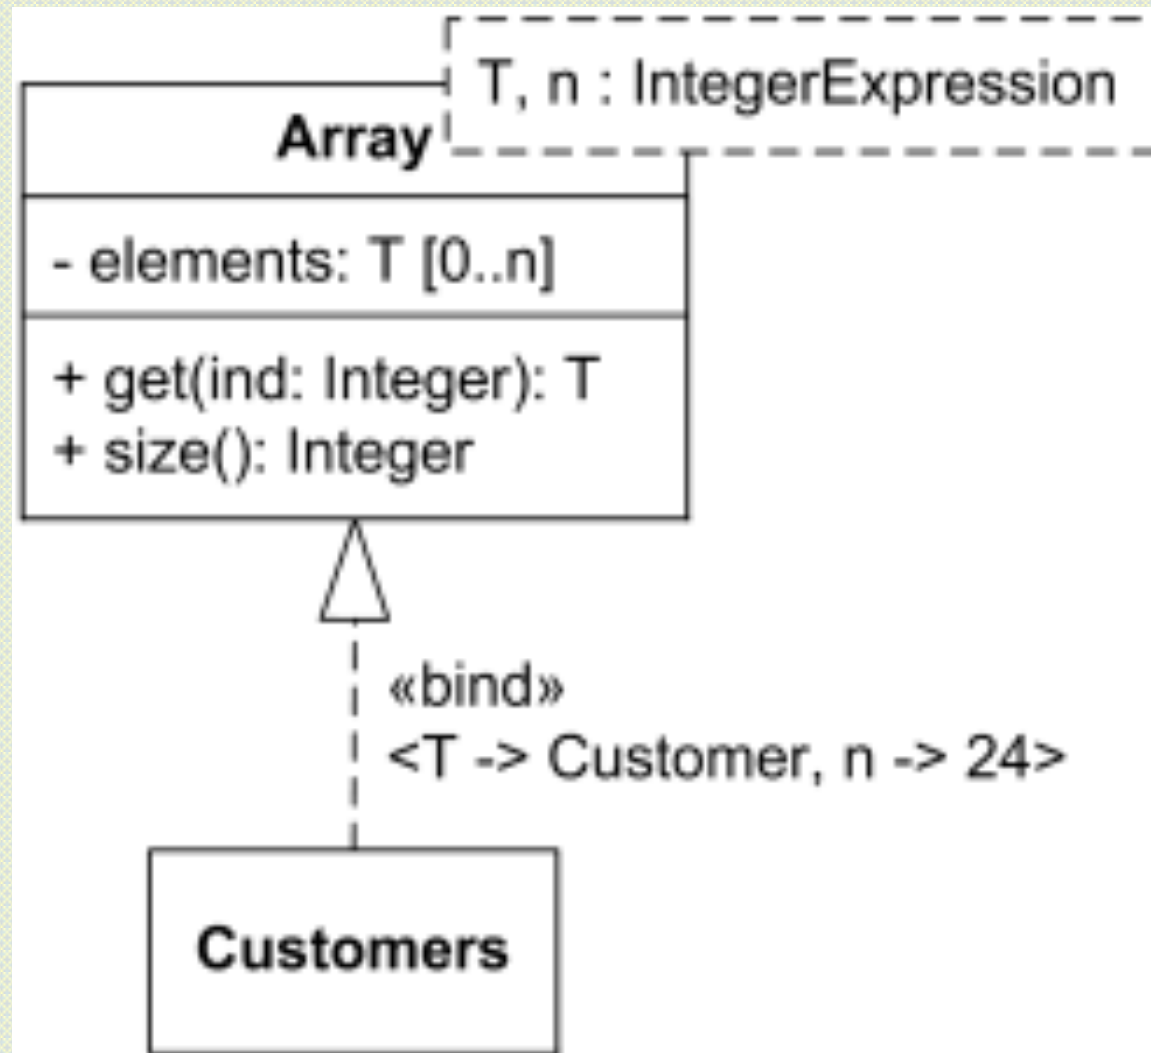 T, n : IntegerExpression
Array
- elements: T [0..n]
+ get(ind: Integer): T
+ size(): Integer
«bind»
<T -> Customer, n -> 24>
Customers